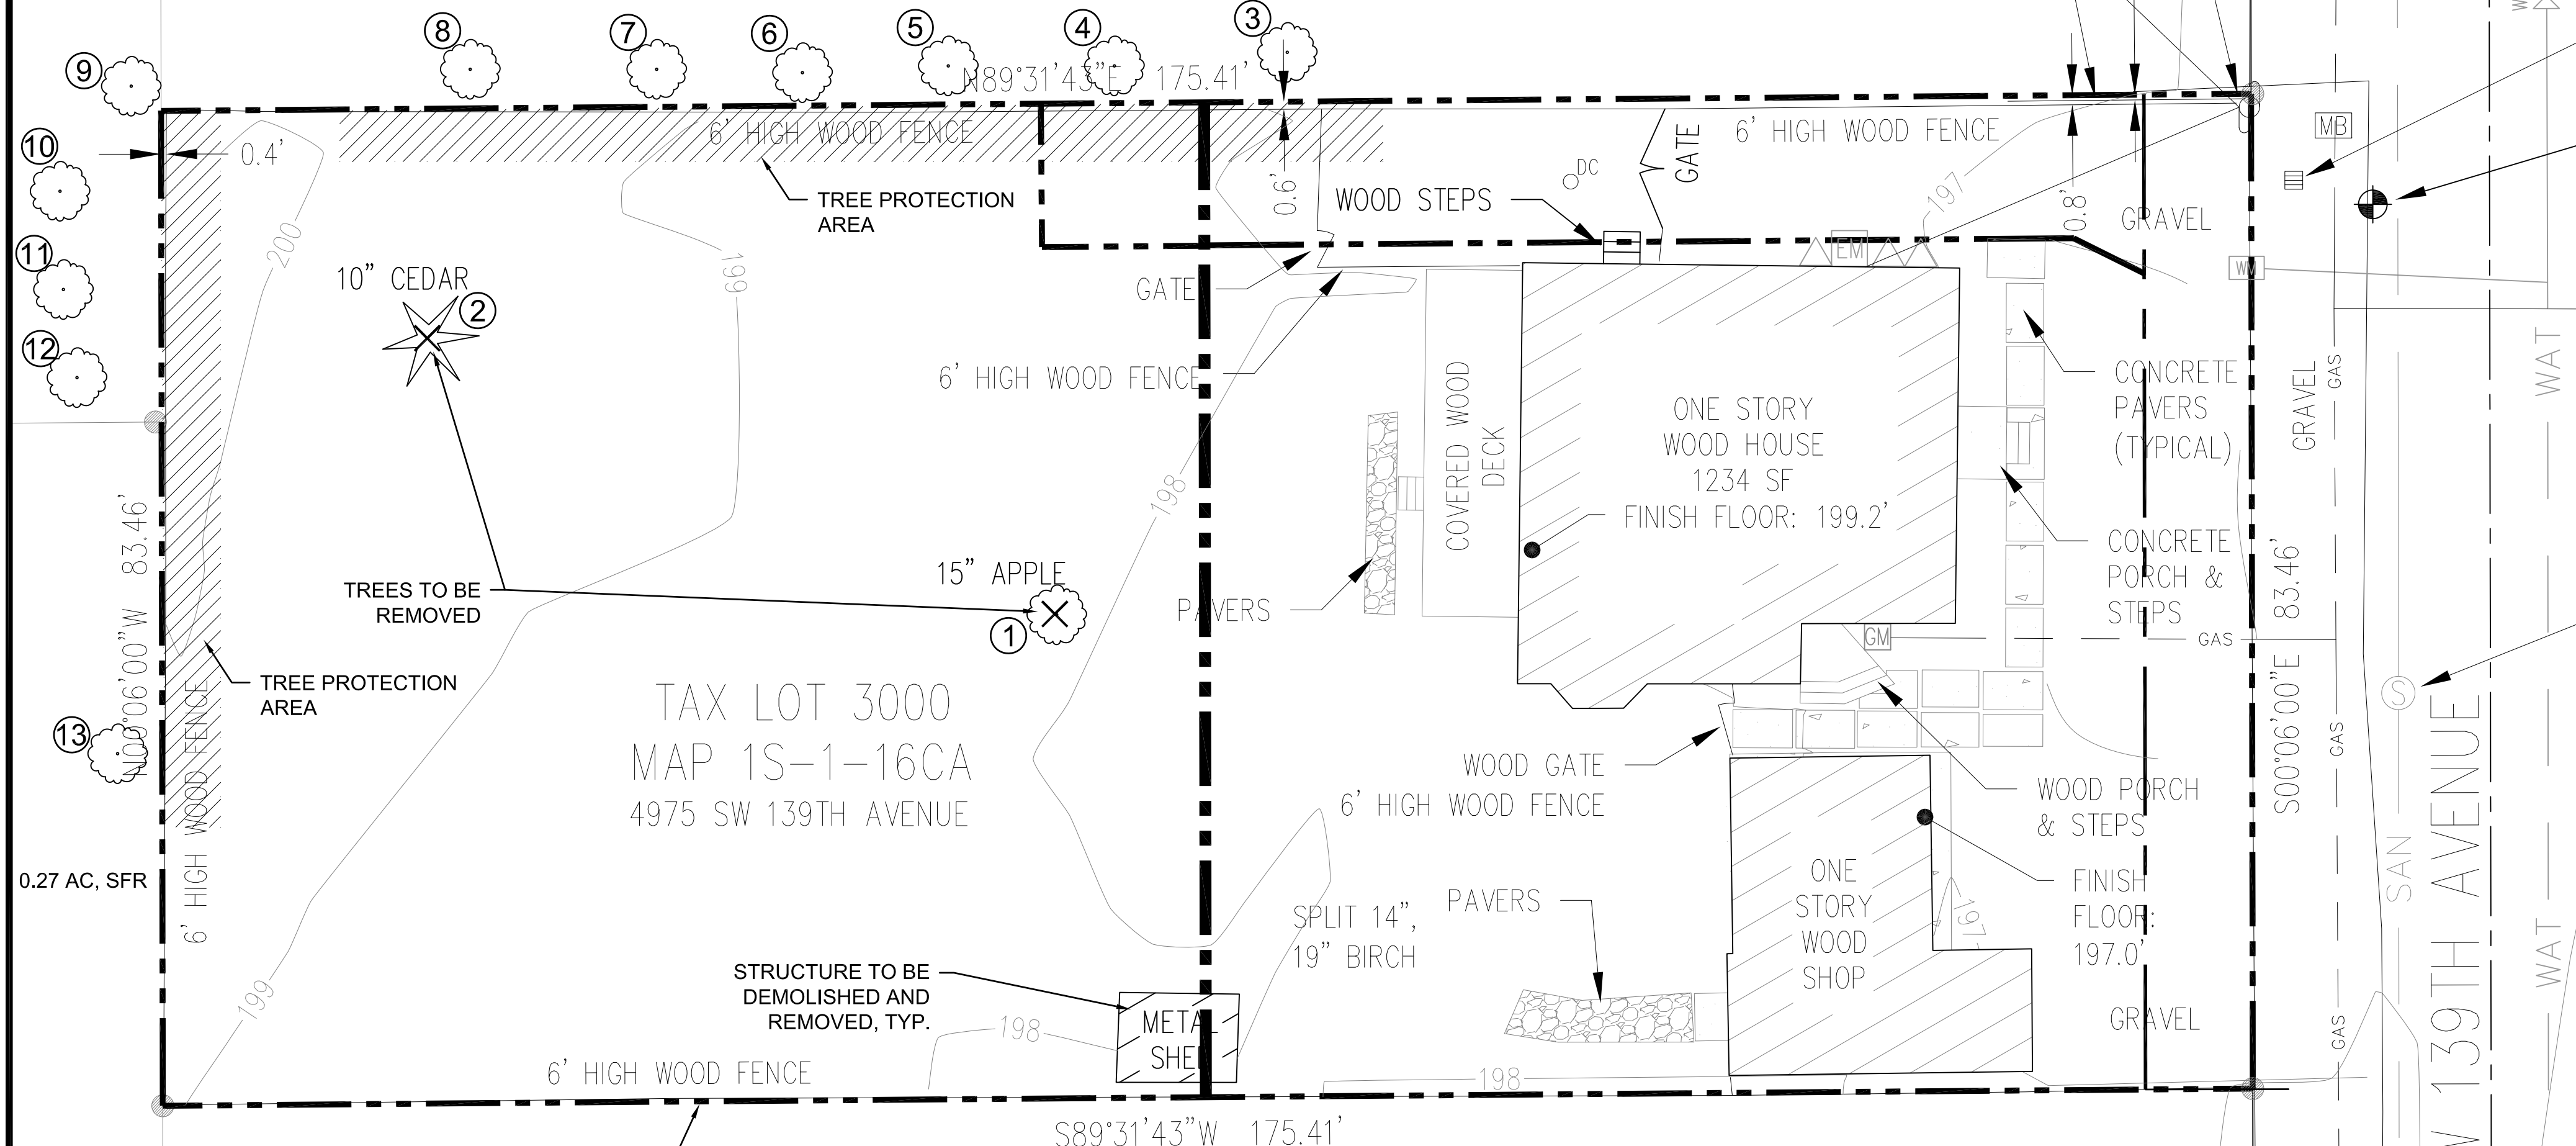 3
4
5
6
7
8
9
10
11
12
13
N89°31'43"E 175.41'
6' HIGH WOOD FENCE
0.4'
TREE PROTECTION
AREA
200
199
10" CEDAR
2
0.6'
WOOD STEPS
DC
GATE
6' HIGH WOOD FENCE
197
0.8'
GRAVEL
MB
EM
WM
WAT
GATE
6' HIGH WOOD FENCE
198
COVERED WOOD
DECK
ONE STORY
WOOD HOUSE
1234 SF
FINISH FLOOR: 199.2'
CONCRETE
PAVERS
(TYPICAL)
GRAVEL
GAS
CONCRETE
PORCH &
STEPS
N00°06'00"W 83.46'
TREES TO BE
REMOVED
15" APPLE
1
PAVERS
GM
GAS
S00°06'00"E 83.46'
TREE PROTECTION
AREA
6' HIGH WOOD FENCE
TAX LOT 3000
MAP 1S-1-16CA
4975 SW 139TH AVENUE
WOOD GATE
6' HIGH WOOD FENCE
WOOD PORCH
& STEPS
S
GAS
SAN
W 139TH AVENUE
0.27 AC, SFR
199
SPLIT 14",
19" BIRCH
PAVERS
ONE
STORY
WOOD
SHOP
197
FINISH
FLOOR:
197.0'
WAT
STRUCTURE TO BE
DEMOLISHED AND
REMOVED, TYP.
198
METAL
SHED
GRAVEL
GAS
6' HIGH WOOD FENCE
198
S89°31'43"W 175.41'